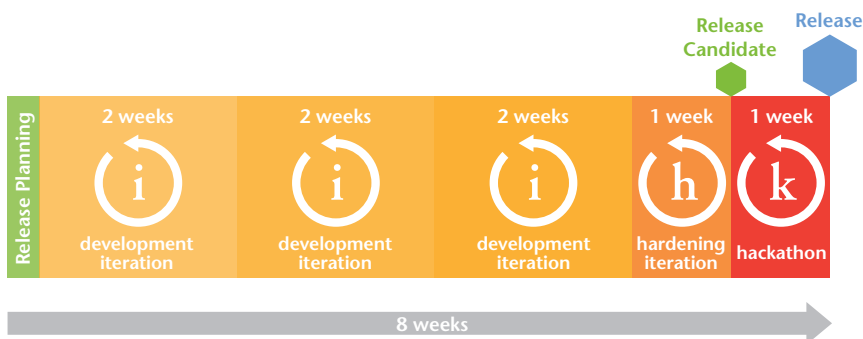 Release
Candidate
Release
Release Planning
2 weeks
i
development
iteration
2 weeks
i
development
iteration
2 weeks
i
development
iteration
1 week
h
hardening
iteration
1 week
k
hackathon
8 weeks